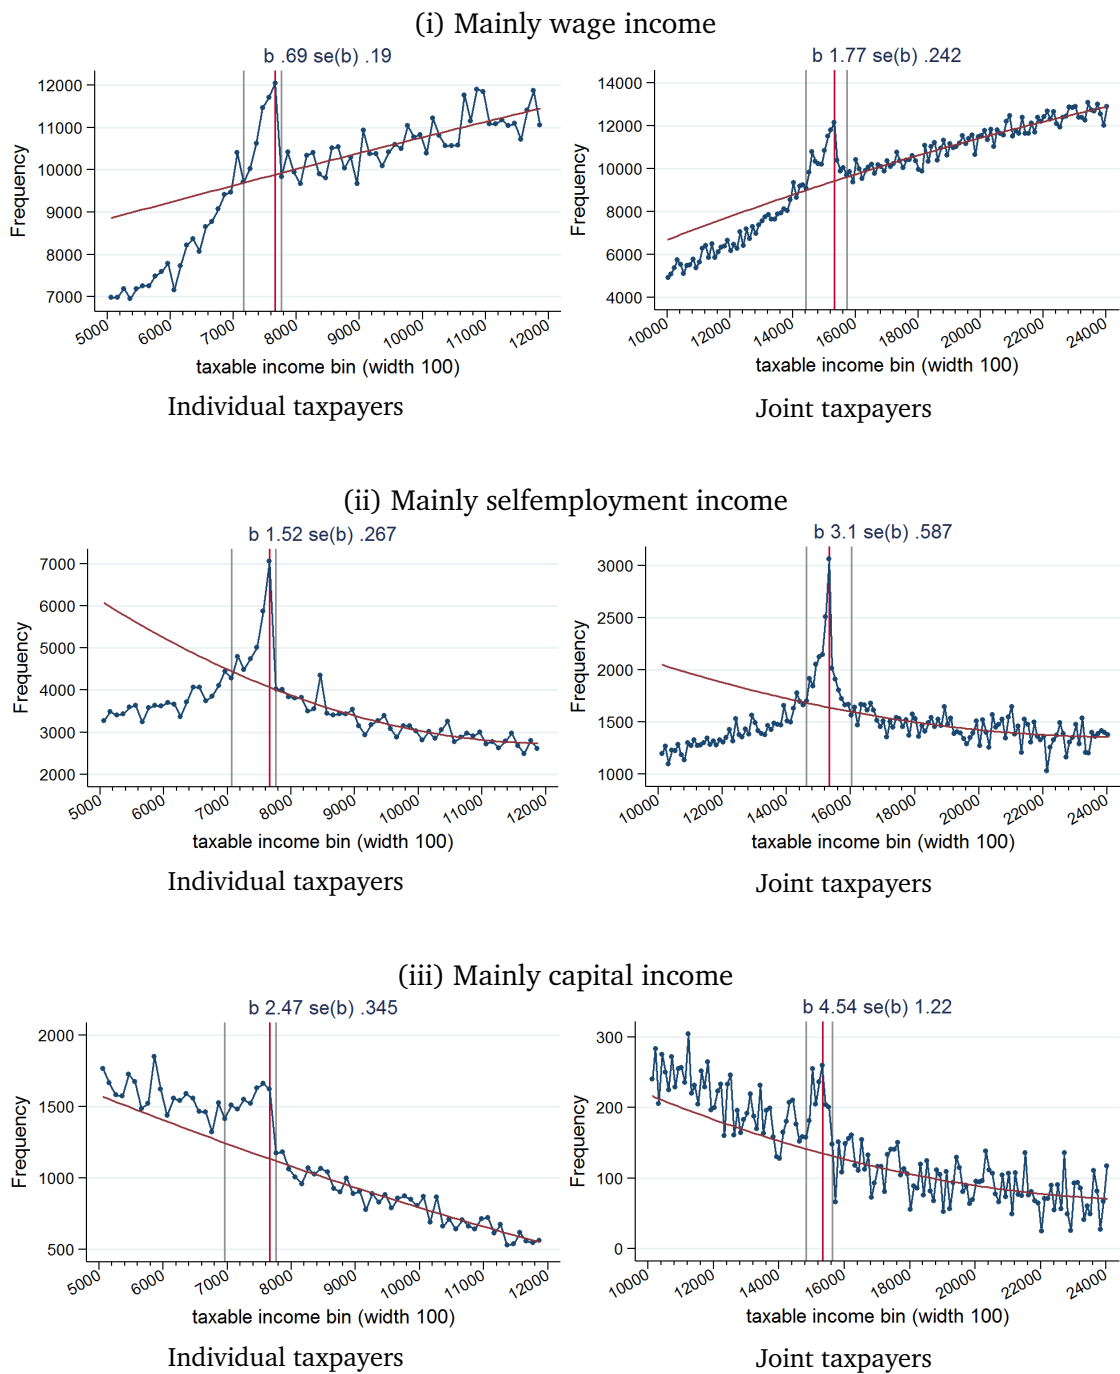 (i) Mainly wage income
b .69 se(b) .19
Frequency
12000
11000
10000
9000
8000
7000
5000 6000 7000 8000 9000 10000 11000 12000
taxable income bin (width 100)
Individual taxpayers
b 1.77 se(b) .242
Frequency
14000
12000
10000
8000
6000
4000
10000 12000 14000 16000 18000 20000 22000 24000
taxable income bin (width 100)
Joint taxpayers
(ii) Mainly selfemployment income
b 1.52 se(b) .267
Frequency
7000
6000
5000
4000
3000
2000
5000 6000 7000 8000 9000 10000 11000 12000
taxable income bin (width 100)
Individual taxpayers
b 3.1 se(b) .587
Frequency
3000
2500
2000
1500
1000
10000 12000 14000 16000 18000 20000 22000 24000
taxable income bin (width 100)
Joint taxpayers
(iii) Mainly capital income
b 2.47 se(b) .345
Frequency
2000
1500
1000
500
5000 6000 7000 8000 9000 10000 11000 12000
taxable income bin (width 100)
Individual taxpayers
b 4.54 se(b) 1.22
Frequency
300
200
100
0
10000 12000 14000 16000 18000 20000 22000 24000
taxable income bin (width 100)
Joint taxpayers